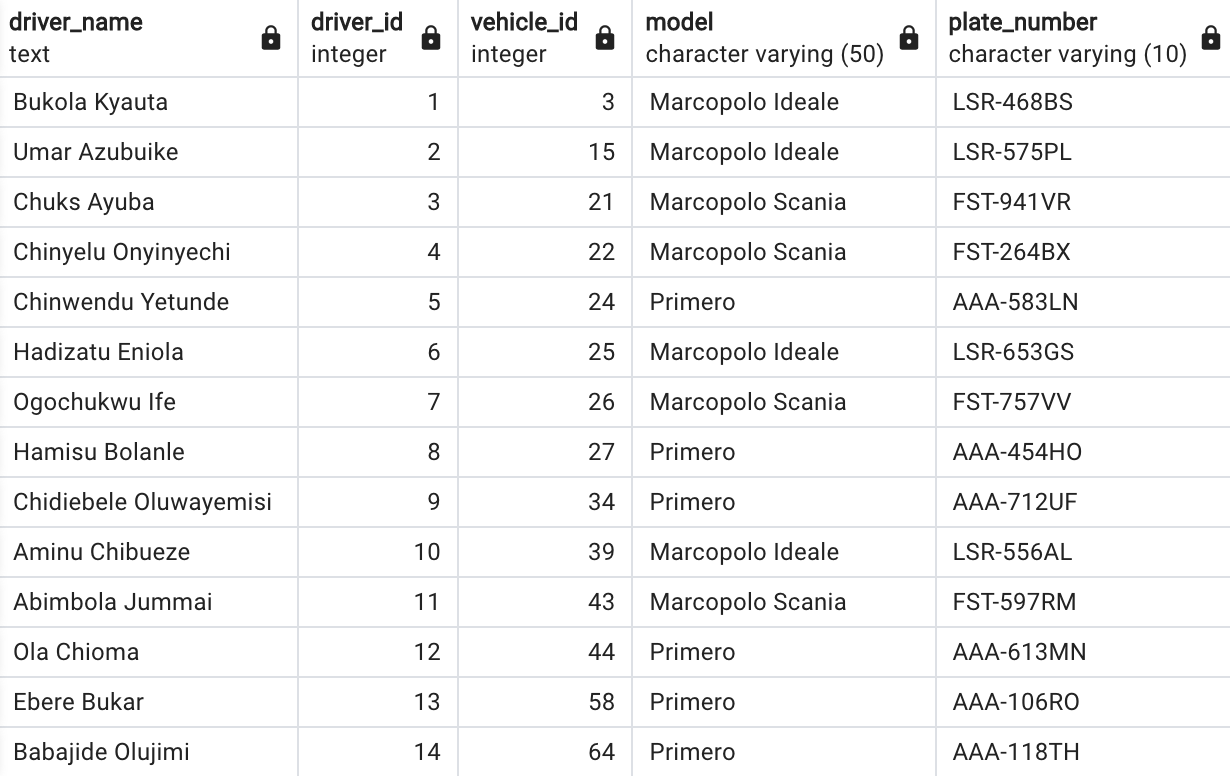 driver_name driver_id vehicle_id model plate_number
text integer integer character varying (50) character varying (10)
Bukola Kyauta 1 3 Marcopolo Ideale LSR-468BS
Umar Azubuike 2 15 Marcopolo Ideale LSR-575PL
Chuks Ayuba 3 21 Marcopolo Scania FST-941VR
Chinyelu Onyinyechi 4 22 Marcopolo Scania FST-264BX
Chinwendu Yetunde 5 24 Primero AAA-583LN
Hadizatu Eniola 6 25 Marcopolo Ideale LSR-653GS
Ogochukwu Ife 7 26 Marcopolo Scania FST-757VV
Hamisu Bolanle 8 27 Primero AAA-454HO
Chidiebele Oluwayemisi 9 34 Primero AAA-712UF
Aminu Chibueze 10 39 Marcopolo Ideale LSR-556AL
Abimbola Jummai 11 43 Marcopolo Scania FST-597RM
Ola Chioma 12 44 Primero AAA-613MN
Ebere Bukar 13 58 Primero AAA-106RO
Babajide Olujimi 14 64 Primero AAA-118TH